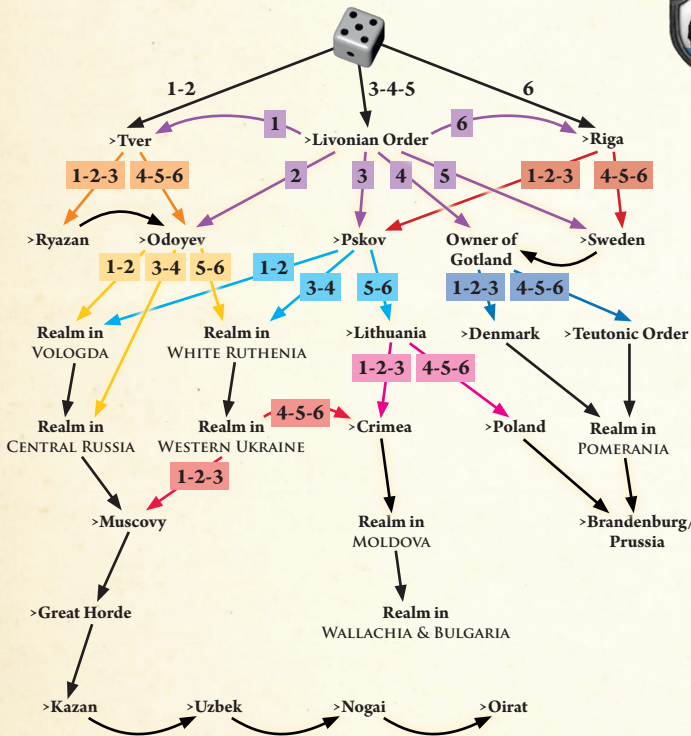 1-2
3-4-5
6
>Tver
1
>Livonian Order
6
>Riga
1-2-3
4-5-6
2
3
4
5
1-2-3
4-5-6
>Ryazan
>Odoyev
>Pskov
Owner of
Gotland
>Sweden
1-2
3-4
5-6
1-2
3-4
5-6
1-2-3
4-5-6
Realm in
VOLOGDA
Realm in
WHITE RUTHENIA
>Lithuania
>Denmark
>Teutonic Order
1-2-3
4-5-6
Realm in
CENTRAL RUSSIA
Realm in
WESTERN UKRAINE
4-5-6
>Crimea
>Poland
Realm in
POMERANIA
1-2-3
>Muscovy
Realm in
MOLDOVA
>Brandenburg/
Prussia
>Great Horde
Realm in
WALLACHIA & BULGARIA
>Kazan
>Uzbek
>Nogai
>Oirat